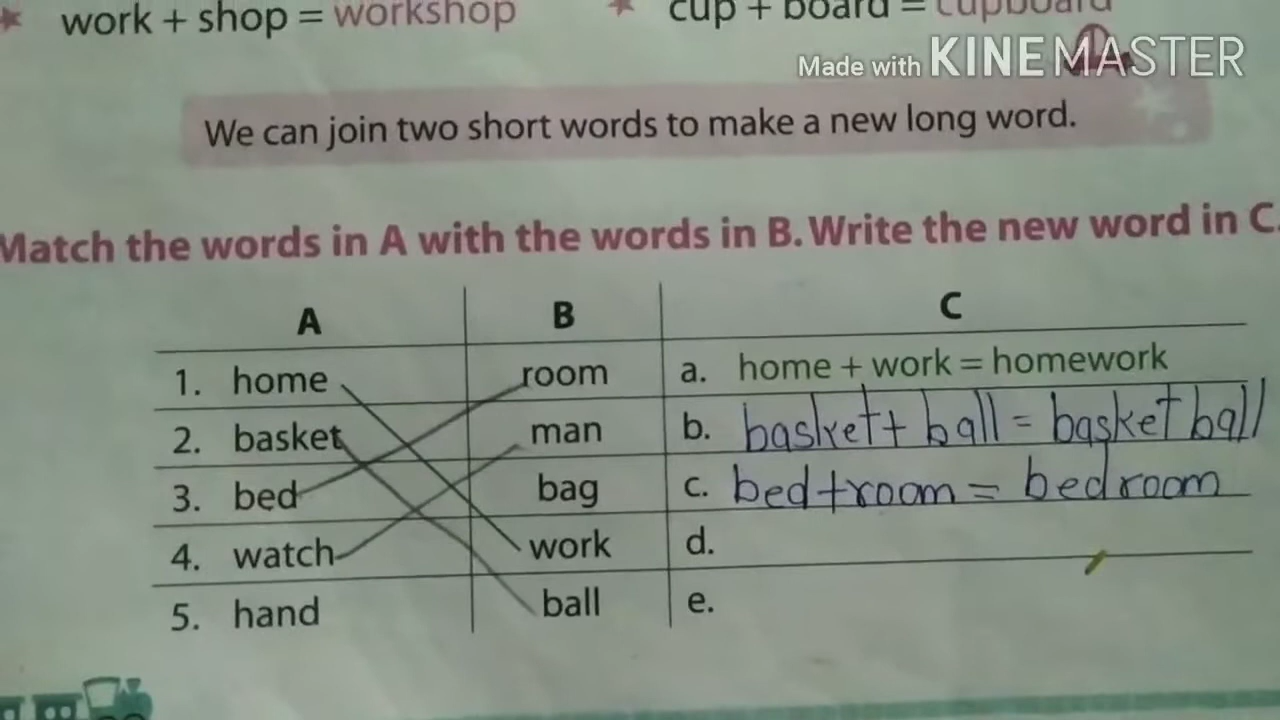 work + shop = workshop
cup + board = cupboard
Made with KINEMASTER
We can join two short words to make a new long word.
Match the words in A with the words in B. Write the new word in C.
A B C
1. home room a. home + work = homework
2. basket man b. basket + ball = basket ball
3. bed bag c. bed + room = bedroom
4. watch work d.
5. hand ball e.